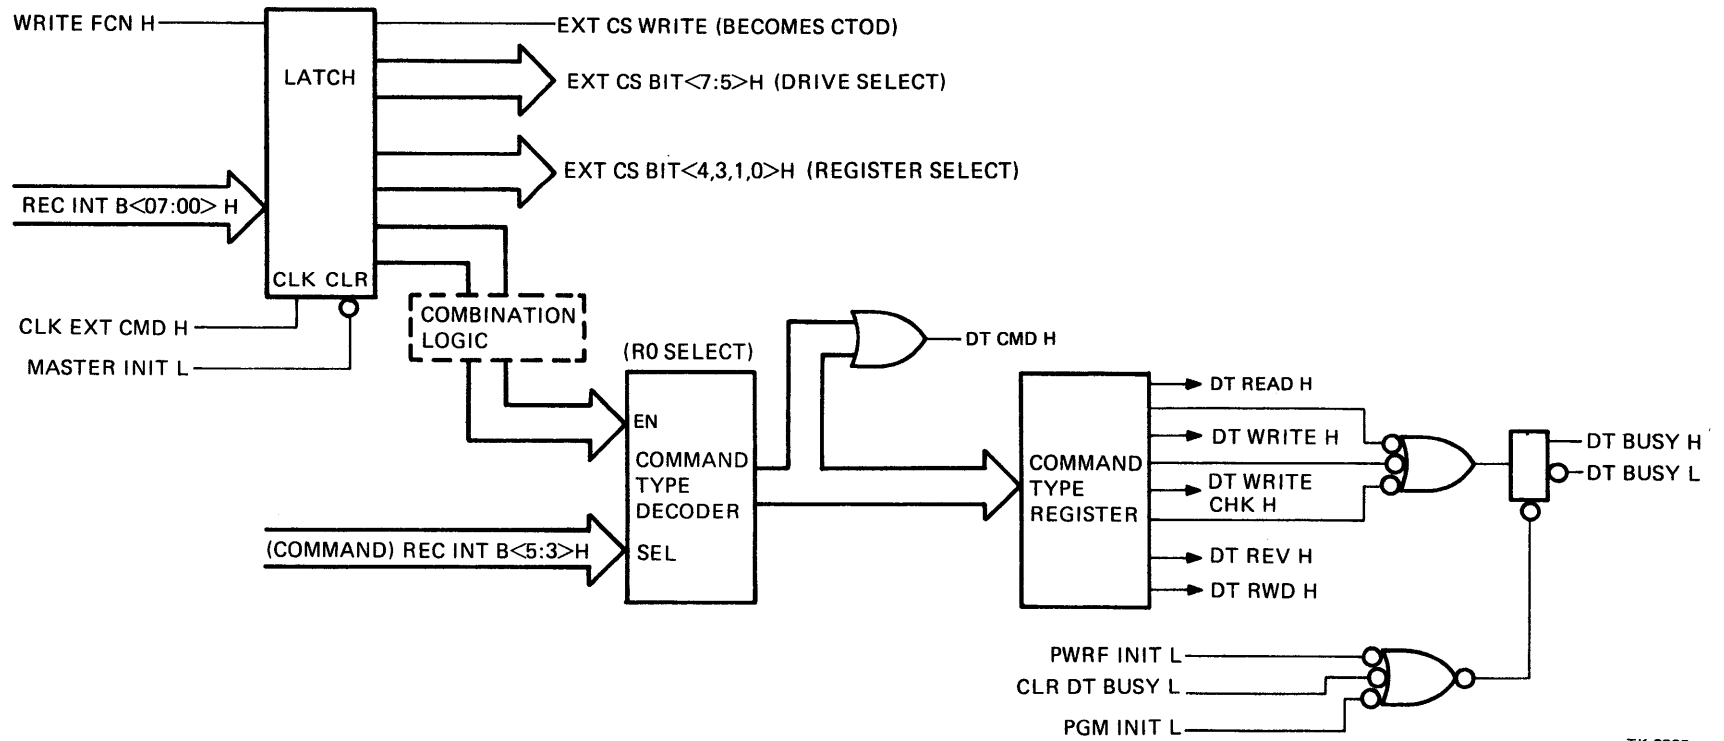 WRITE FCN H
EXT CS WRITE (BECOMES CTOD)
LATCH
EXT CS BIT<7:5>H (DRIVE SELECT)
EXT CS BIT<4,3,1,0>H (REGISTER SELECT)
REC INT B<07:00> H
CLK CLR
CLK EXT CMD H
MASTER INIT L
COMBINATION
LOGIC
(R0 SELECT)
DT CMD H
EN
COMMAND
TYPE
DECODER
SEL
(COMMAND) REC INT B<5:3>H
COMMAND
TYPE
REGISTER
DT READ H
DT WRITE H
DT WRITE
CHK H
DT REV H
DT RWD H
DT BUSY H
DT BUSY L
PWRF INIT L
CLR DT BUSY L
PGM INIT L